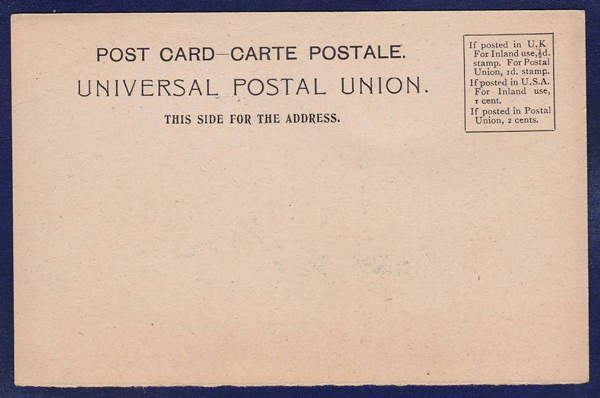 POST CARD—CARTE POSTALE.
UNIVERSAL POSTAL UNION.
THIS SIDE FOR THE ADDRESS.
If posted in U.K
For Inland use,½d.
stamp. For Postal
Union, 1d. stamp.
If posted in U.S.A.
For Inland use,
1 cent.
If posted in Postal
Union, 2 cents.